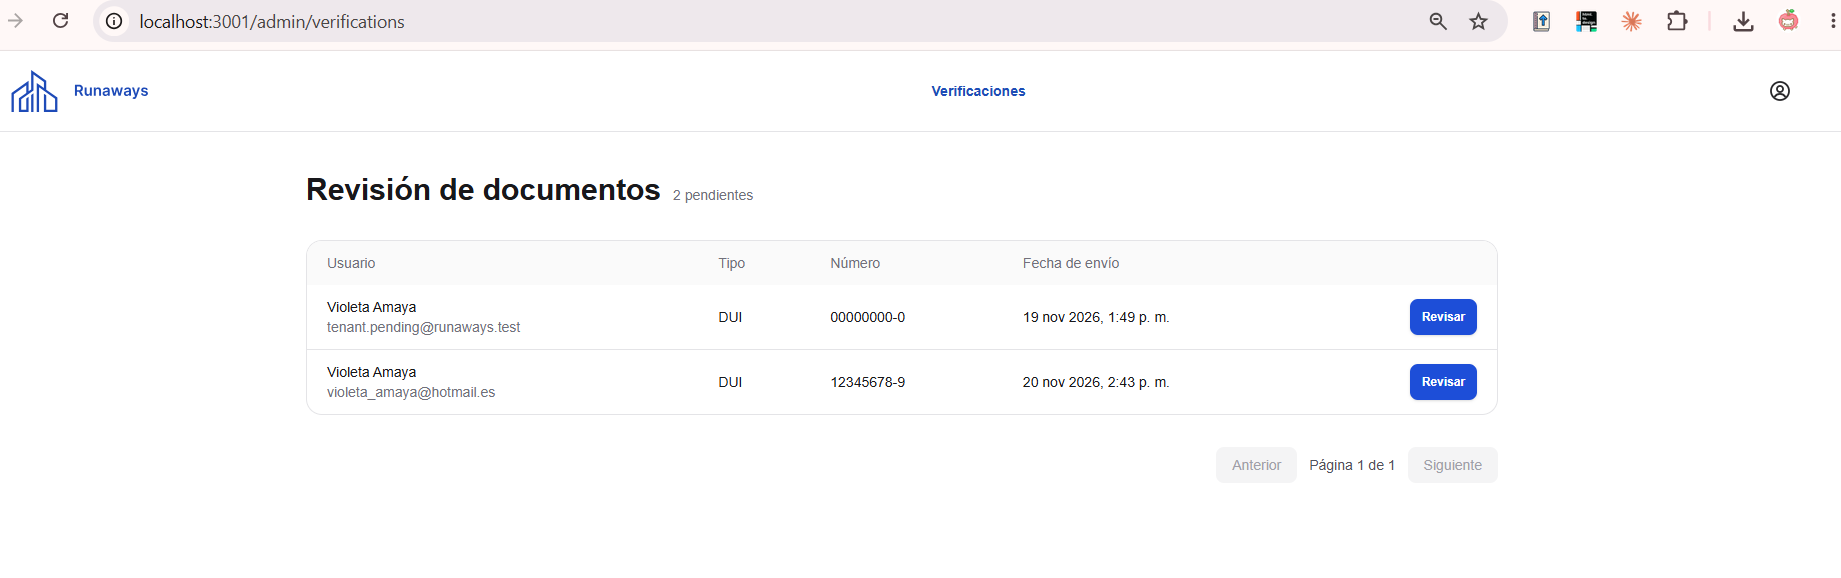 localhost:3001/admin/verifications
Runaways
Verificaciones
Revisión de documentos 2 pendientes
Usuario Tipo Número Fecha de envío
Violeta Amaya
tenant.pending@runaways.test
DUI 00000000-0 19 nov 2026, 1:49 p. m. Revisar
Violeta Amaya
violeta_amaya@hotmail.es
DUI 12345678-9 20 nov 2026, 2:43 p. m. Revisar
Anterior Página 1 de 1 Siguiente